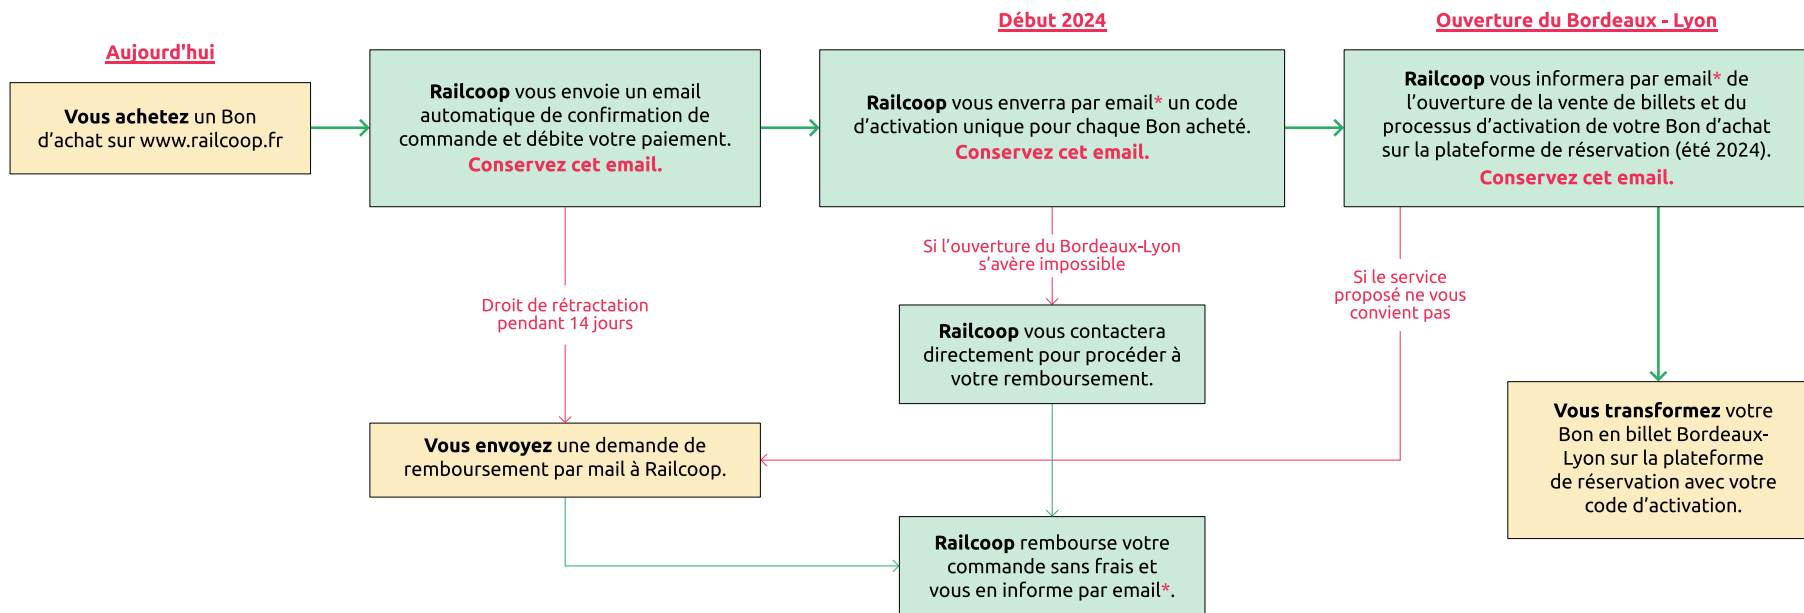 Aujourd'hui
Vous achetez un Bon
d’achat sur www.railcoop.fr
Railcoop vous envoie un email
automatique de confirmation de
commande et débite votre paiement.
Conservez cet email.
Début 2024
Railcoop vous enverra par email* un code
d’activation unique pour chaque Bon acheté.
Conservez cet email.
Ouverture du Bordeaux - Lyon
Railcoop vous informera par email* de
l’ouverture de la vente de billets et du
processus d’activation de votre Bon d’achat
sur la plateforme de réservation (été 2024).
Conservez cet email.
Droit de rétractation
pendant 14 jours
Si l’ouverture du Bordeaux-Lyon
s’avère impossible
Si le service
proposé ne vous
convient pas
Railcoop vous contactera
directement pour procéder à
votre remboursement.
Vous envoyez une demande de
remboursement par mail à Railcoop.
Vous transformez votre
Bon en billet Bordeaux-
Lyon sur la plateforme
de réservation avec votre
code d’activation.
Railcoop rembourse votre
commande sans frais et
vous en informe par email*.